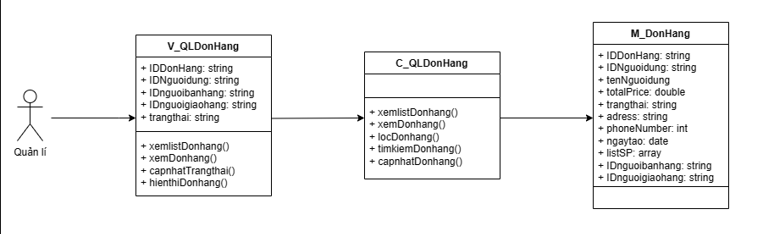 Quản lí
V_QLDonHang
+ IDDonHang: string
+ IDNguoidung: string
+ IDnguoibanhang: string
+ IDnguoigiaohang: string
+ trangthai: string
+ xemlistDonhang()
+ xemDonhang()
+ capnhatTrangthai()
+ hienthiDonhang()
C_QLDonHang
+ xemlistDonhang()
+ xemDonhang()
+ locDonhang()
+ timkiemDonhang()
+ capnhatDonhang()
M_DonHang
+ IDDonHang: string
+ IDNguoidung: string
+ tenNguoidung
+ totalPrice: double
+ trangthai: string
+ adress: string
+ phoneNumber: int
+ ngaytao: date
+ listSP: array
+ IDnguoibanhang: string
+ IDnguoigiaohang: string